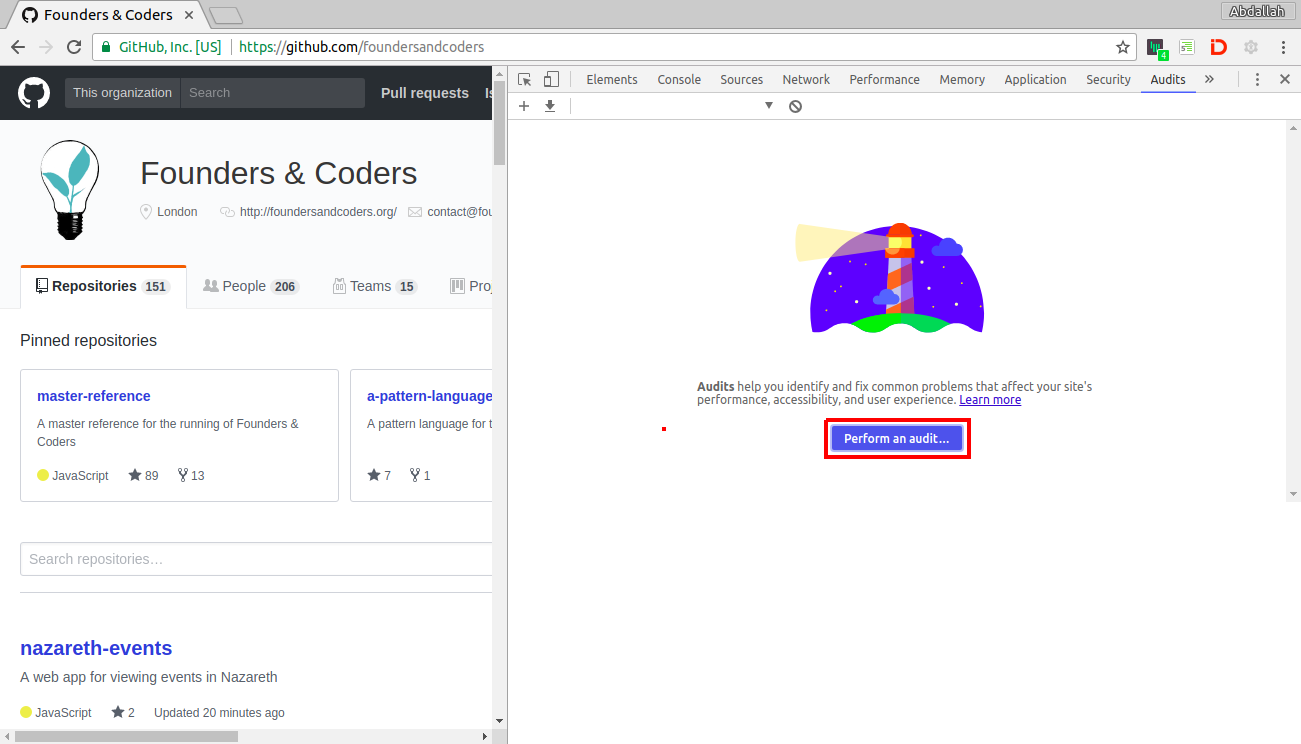 Founders & Coders
Abdallah
GitHub, Inc. [US] https://github.com/foundersandcoders
4
This organization Search Pull requests Is
Founders & Coders
London http://foundersandcoders.org/ contact@fou
Repositories 151 People 206 Teams 15 Proj
Pinned repositories
master-reference
A master reference for the running of Founders &
Coders
JavaScript 89 13
a-pattern-language
A pattern language for t
7 1
Search repositories…
nazareth-events
A web app for viewing events in Nazareth
JavaScript 2 Updated 20 minutes ago
Elements Console Sources Network Performance Memory Application Security Audits »
Audits help you identify and fix common problems that affect your site's
performance, accessibility, and user experience. Learn more
Perform an audit...